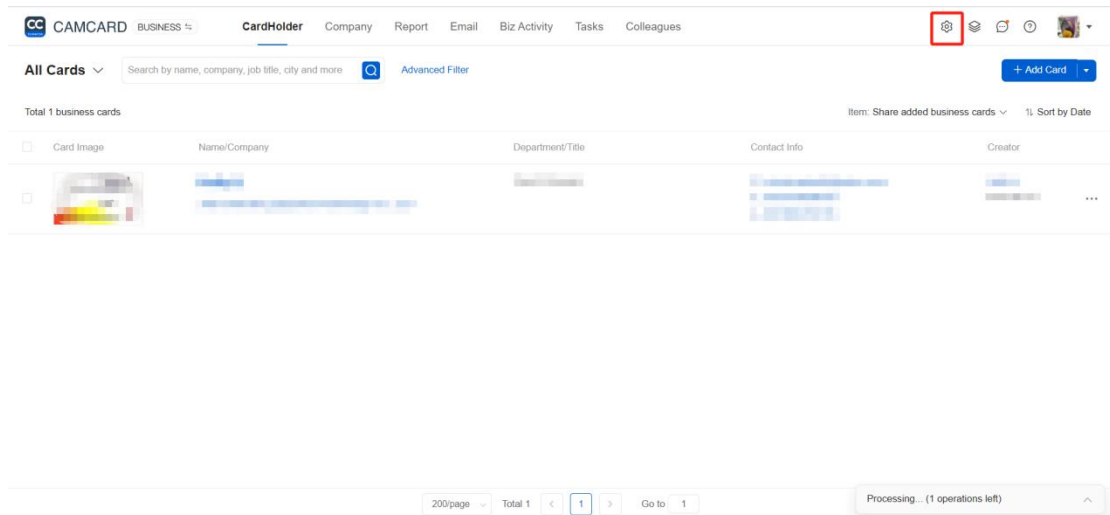 CC CAMCARD BUSINESS CardHolder Company Report Email Biz Activity Tasks Colleagues
All Cards Search by name, company, job title, city and more Advanced Filter + Add Card
Total 1 business cards Item: Share added business cards Sort by Date
Card Image Name/Company Department/Title Contact Info Creator
200/page Total 1 < 1 > Go to 1 Processing... (1 operations left)